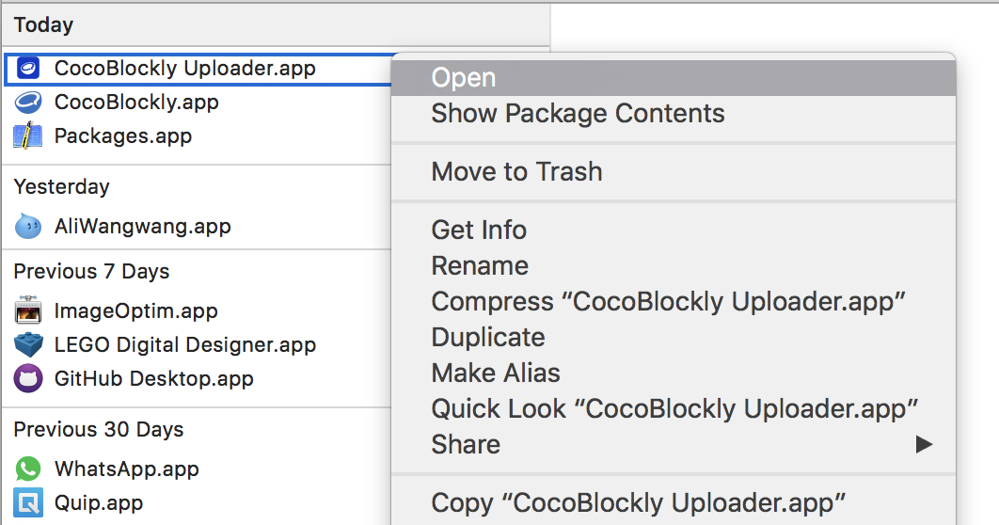 Today
CocoBlockly Uploader.app
CocoBlockly.app
Packages.app
Yesterday
AliWangwang.app
Previous 7 Days
ImageOptim.app
LEGO Digital Designer.app
GitHub Desktop.app
Previous 30 Days
WhatsApp.app
Quip.app
Open
Show Package Contents
Move to Trash
Get Info
Rename
Compress “CocoBlockly Uploader.app”
Duplicate
Make Alias
Quick Look “CocoBlockly Uploader.app”
Share
Copy “CocoBlockly Uploader.app”